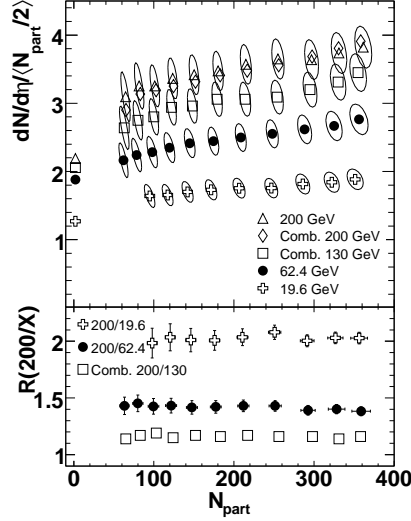 dN/dη/⟨N_part/2⟩
4
3
2
1
△ 200 GeV
◇ Comb. 200 GeV
□ Comb. 130 GeV
● 62.4 GeV
✚ 19.6 GeV
R(200/X)
✚ 200/19.6
● 200/62.4
□ Comb. 200/130
2
1.5
1
0 100 200 300 400
N_part